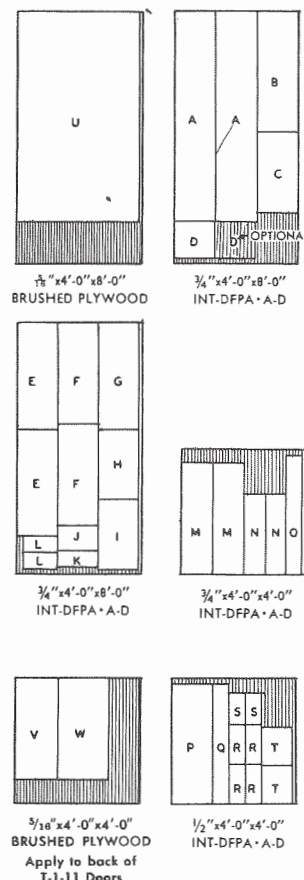 U
5/16"x4'-0"x8'-0"
BRUSHED PLYWOOD
A A B
C
D D OPTIONA
3/4"x4'-0"x8'-0"
INT-DFPA•A-D
E F G
E F H
I
L J
L K
3/4"x4'-0"x8'-0"
INT-DFPA•A-D
M M N N O
3/4"x4'-0"x4'-0"
INT-DFPA•A-D
V W
5/16"x4'-0"x4'-0"
BRUSHED PLYWOOD
Apply to back of
T-1-11 Doors
P Q S S
R R T
R R T
1/2"x4'-0"x4'-0"
INT-DFPA•A-D